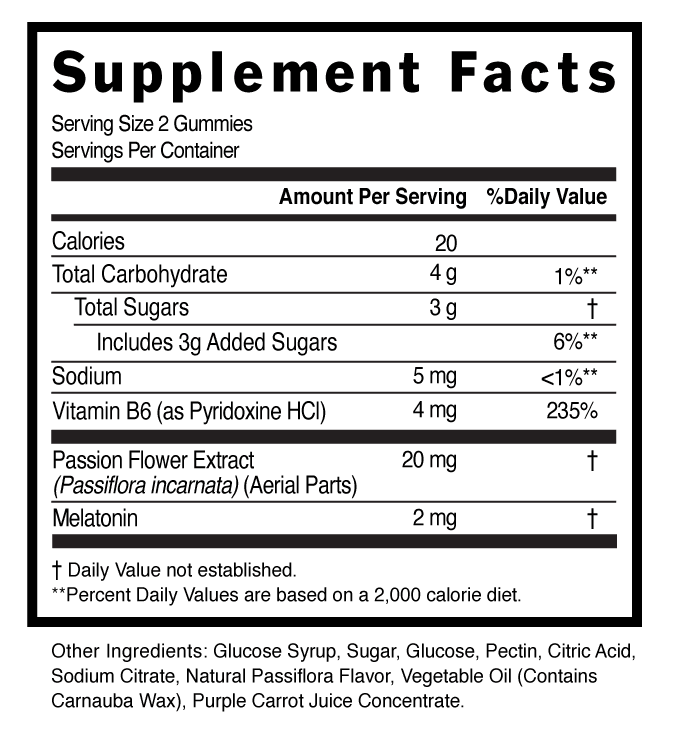 Supplement Facts
Serving Size 2 Gummies
Servings Per Container
Amount Per Serving %Daily Value
Calories 20
Total Carbohydrate 4 g 1%**
Total Sugars 3 g †
Includes 3g Added Sugars 6%**
Sodium 5 mg <1%**
Vitamin B6 (as Pyridoxine HCl) 4 mg 235%
Passion Flower Extract 20 mg †
(Passiflora incarnata) (Aerial Parts)
Melatonin 2 mg †
† Daily Value not established.
**Percent Daily Values are based on a 2,000 calorie diet.
Other Ingredients: Glucose Syrup, Sugar, Glucose, Pectin, Citric Acid,
Sodium Citrate, Natural Passiflora Flavor, Vegetable Oil (Contains
Carnauba Wax), Purple Carrot Juice Concentrate.